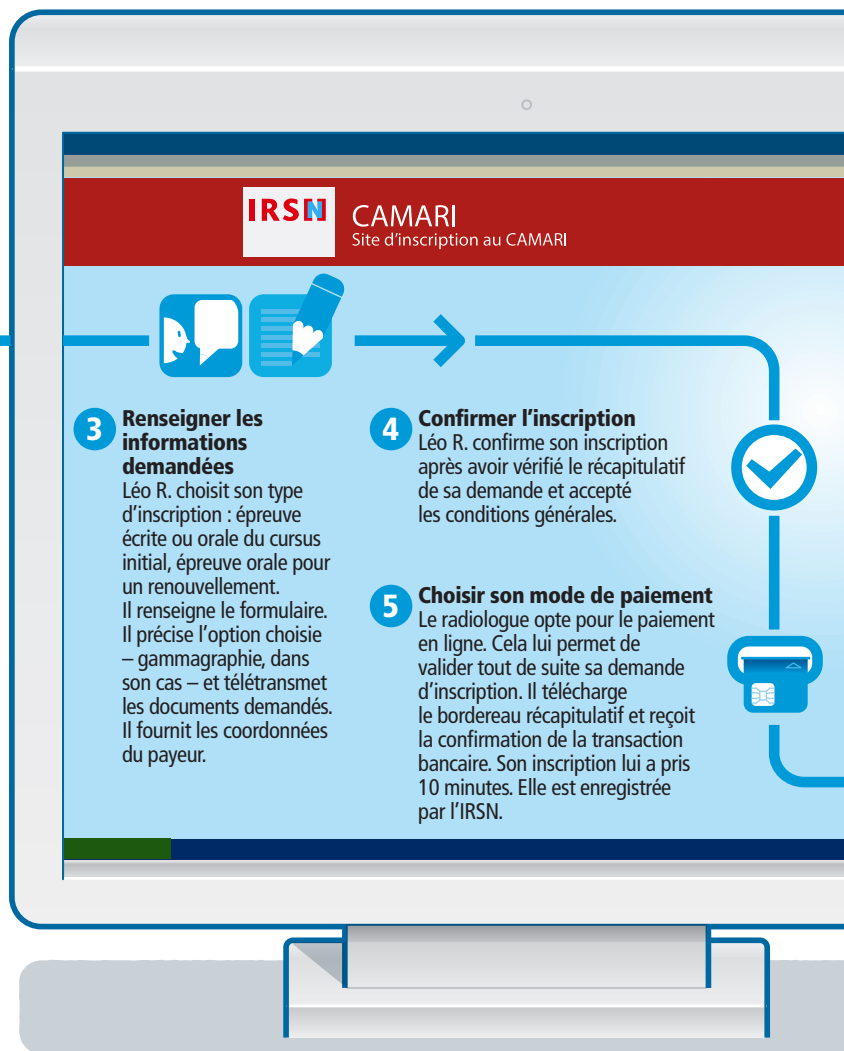 IRSN
CAMARI
Site d'inscription au CAMARI
3
Renseigner les
informations
demandées
Léo R. choisit son type
d'inscription : épreuve
écrite ou orale du cursus
initial, épreuve orale pour
un renouvellement.
Il renseigne le formulaire.
Il précise l'option choisie
– gammagraphie, dans
son cas – et télétransmet
les documents demandés.
Il fournit les coordonnées
du payeur.
4
Confirmer l'inscription
Léo R. confirme son inscription
après avoir vérifié le récapitulatif
de sa demande et accepté
les conditions générales.
5
Choisir son mode de paiement
Le radiologue opte pour le paiement
en ligne. Cela lui permet de
valider tout de suite sa demande
d'inscription. Il télécharge
le bordereau récapitulatif et reçoit
la confirmation de la transaction
bancaire. Son inscription lui a pris
10 minutes. Elle est enregistrée
par l'IRSN.